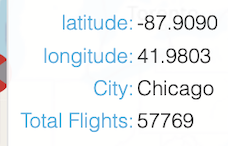 latitude: -87.9090
longitude: 41.9803
City: Chicago
Total Flights: 57769